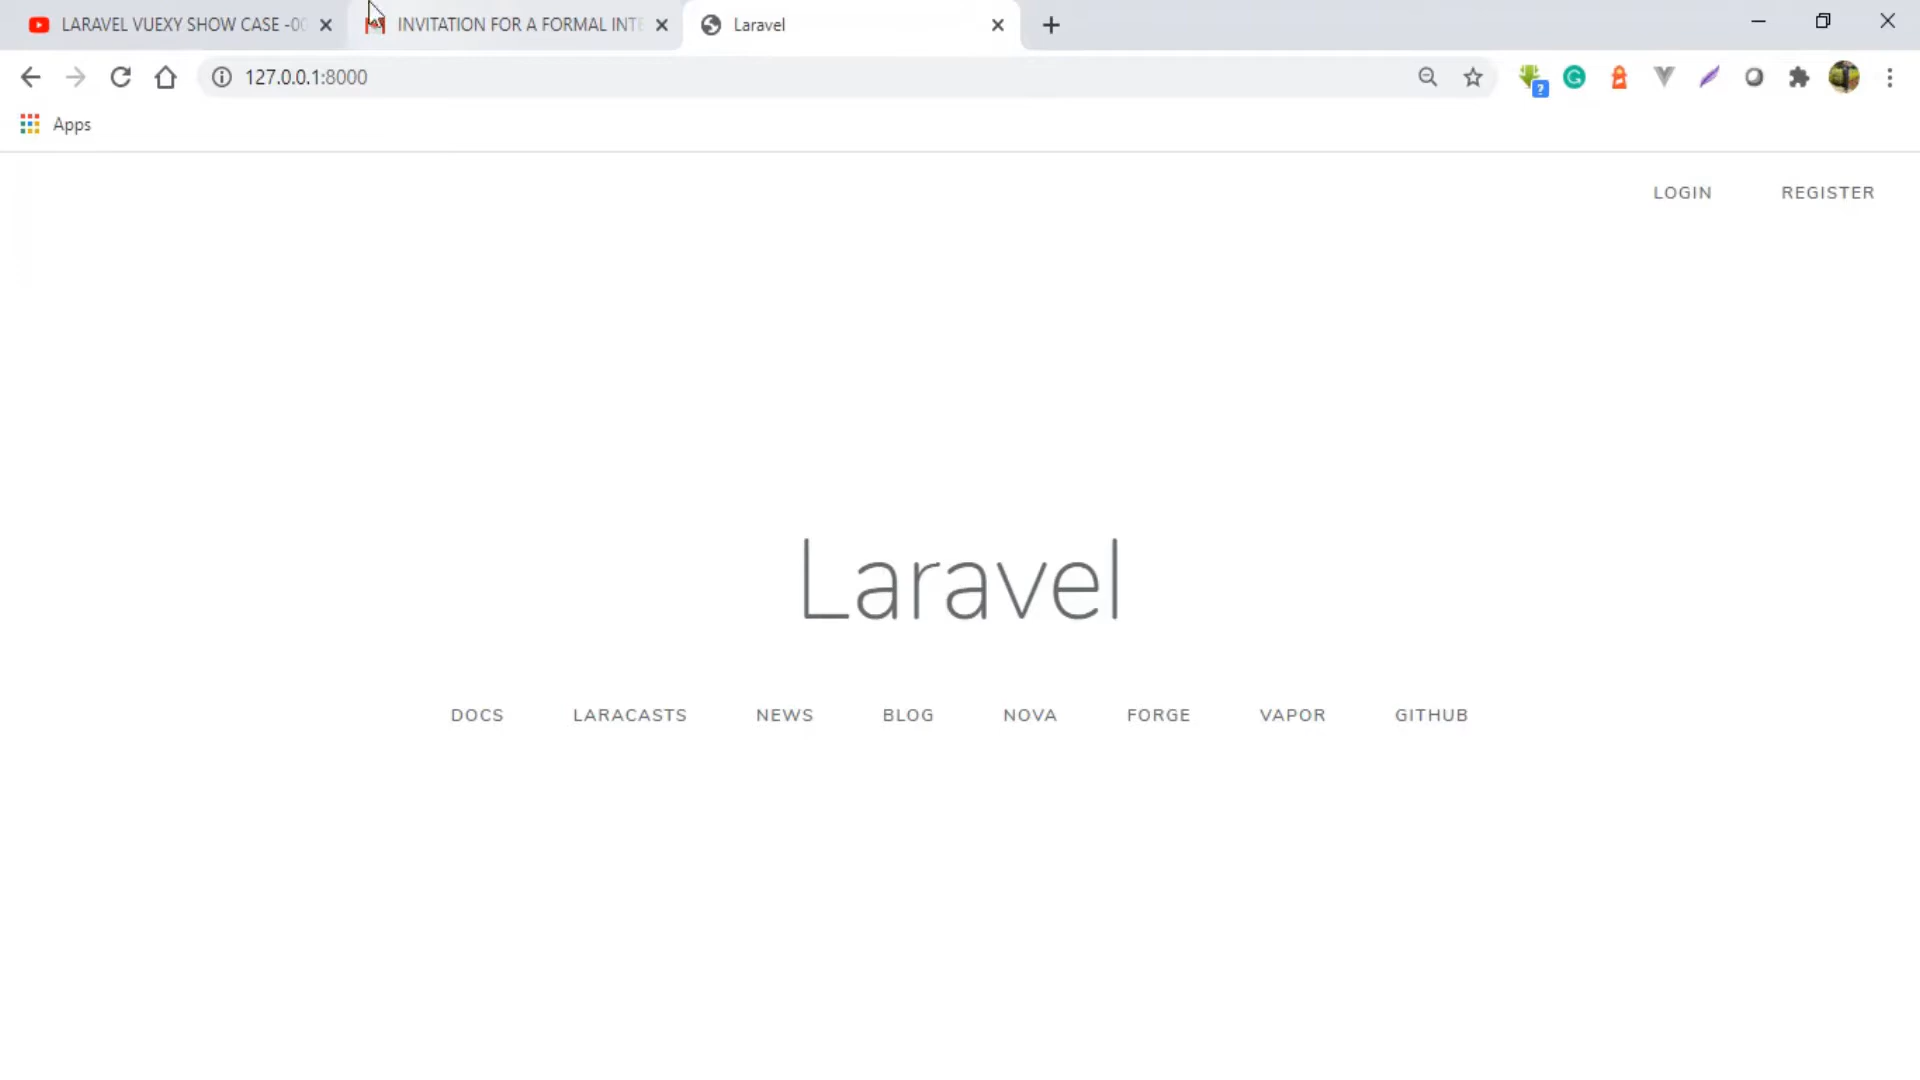 LARAVEL VUEXY SHOW CASE -00
INVITATION FOR A FORMAL INTE
Laravel
127.0.0.1:8000
Apps
LOGIN REGISTER
Laravel
DOCS LARACASTS NEWS BLOG NOVA FORGE VAPOR GITHUB